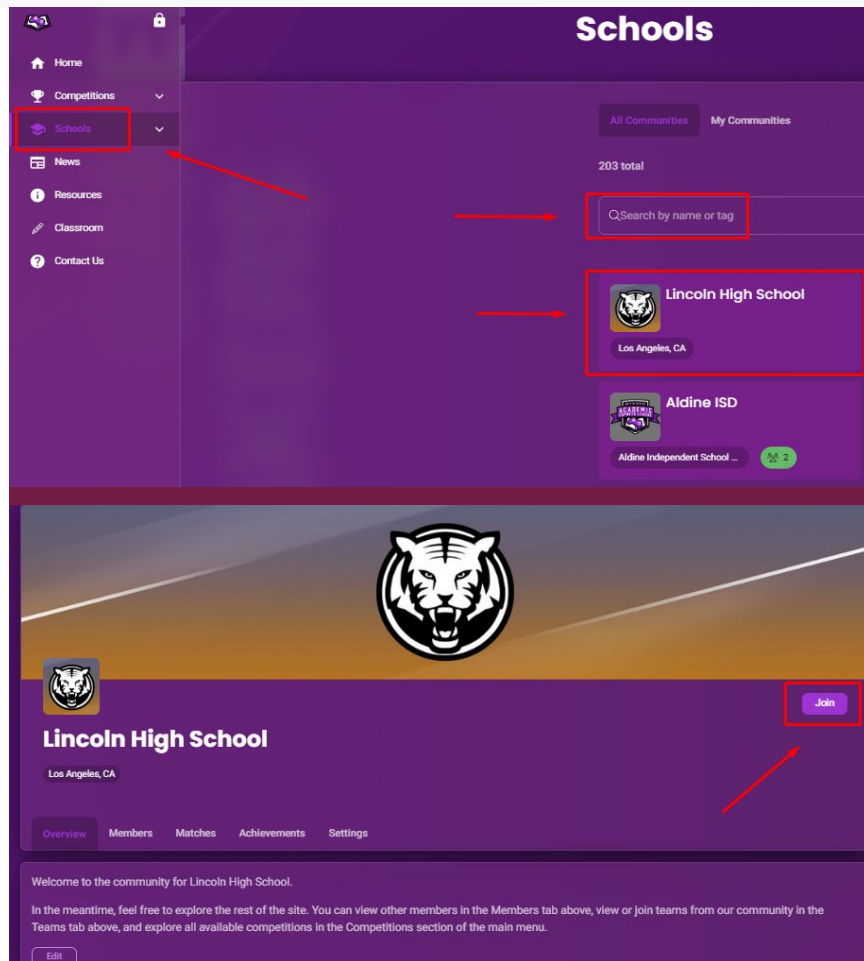 Schools
Home
Competitions
Schools
News
Resources
Classroom
Contact Us
All Communities My Communities
203 total
Search by name or tag
Lincoln High School
Los Angeles, CA
Aldine ISD
ACADEMIC
Aldine Independent School ...
2
Join
Lincoln High School
Los Angeles, CA
Overview Members Matches Achievements Settings
Welcome to the community for Lincoln High School.
In the meantime, feel free to explore the rest of the site. You can view other members in the Members tab above, view or join teams from our community in the
Teams tab above, and explore all available competitions in the Competitions section of the main menu.
Edit